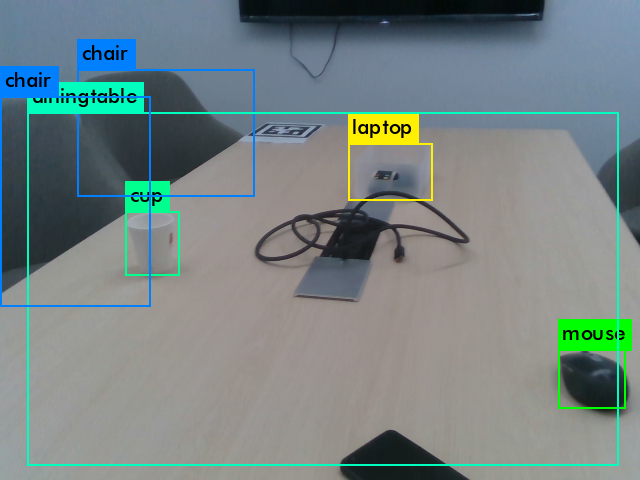 chair
chair
diningtable
laptop
cup
mouse